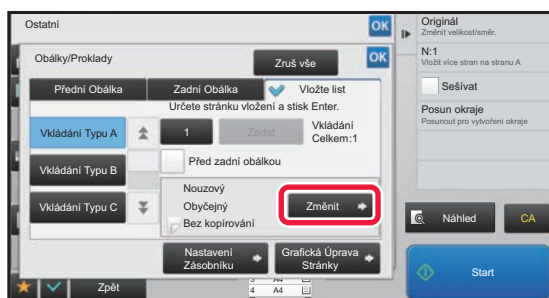 Ostatní
OK
Obálky/Proklady
Zruš vše
OK
Přední Obálka
Zadní Obálka
Vložte list
Určete stránku vložení a stisk Enter.
Vkládání Typu A
1
Zadat
Vkládání
Celkem:1
Vkládání Typu B
Před zadní obálkou
Vkládání Typu C
Nouzový
Obyčejný
Změnit
Bez kopírování
Nastavení
Zásobníku
Grafická Úprava
Stránky
Zpět
4 A4
Originál
Změnit velikost/směr.
N:1
Vložit více stran na stranu A
Sešívat
Posun okraje
Posunout pro vytvoření okraje
Náhled
CA
Start